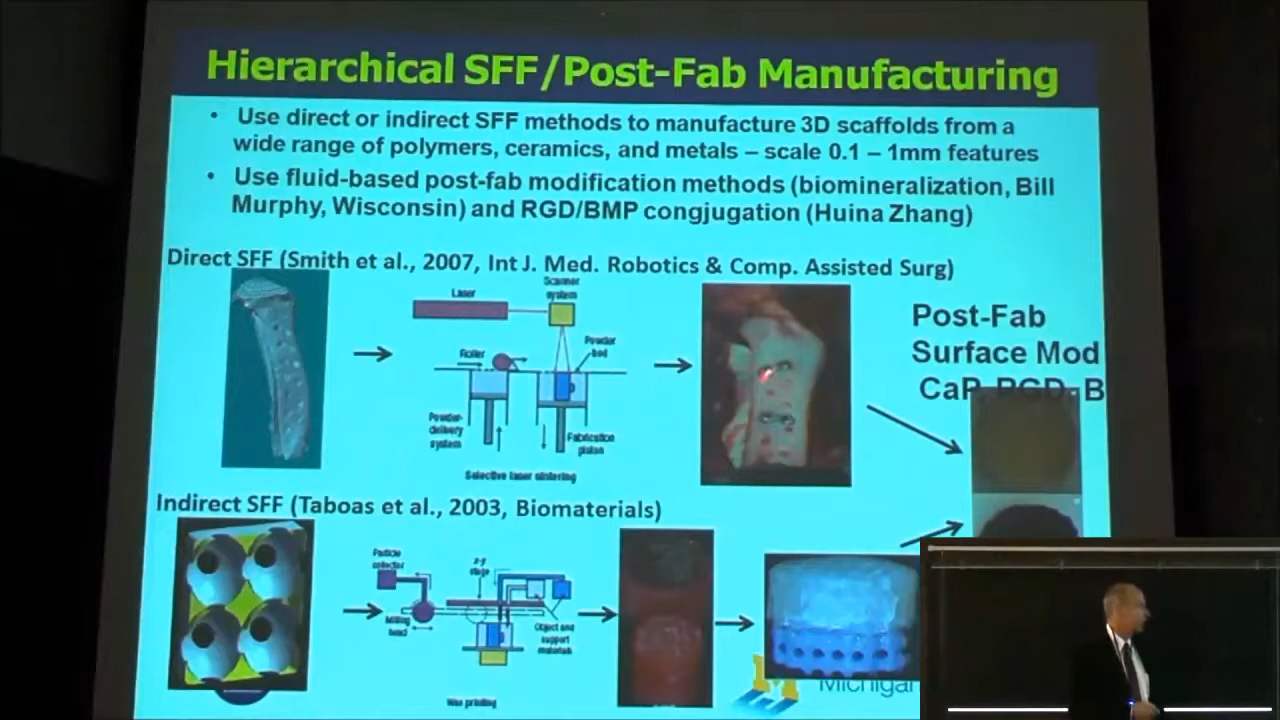 Hierarchical SFF/Post-Fab Manufacturing
• Use direct or indirect SFF methods to manufacture 3D scaffolds from a
wide range of polymers, ceramics, and metals – scale 0.1 – 1mm features
• Use fluid-based post-fab modification methods (biomineralization, Bill
Murphy, Wisconsin) and RGD/BMP congjugation (Huina Zhang)
Direct SFF (Smith et al., 2007, Int J. Med. Robotics & Comp. Assisted Surg)
Laser
Scanner
system
Roller
Powder
bed
Powder-
delivery
system
Fabrication
piston
Selective laser sintering
Post-Fab
Surface Mod
CaP, RGD, B
Indirect SFF (Taboas et al., 2003, Biomaterials)
Particle
collector
x-y
stage
Milling
head
Object and
support
materials
Wax printing
Michigan